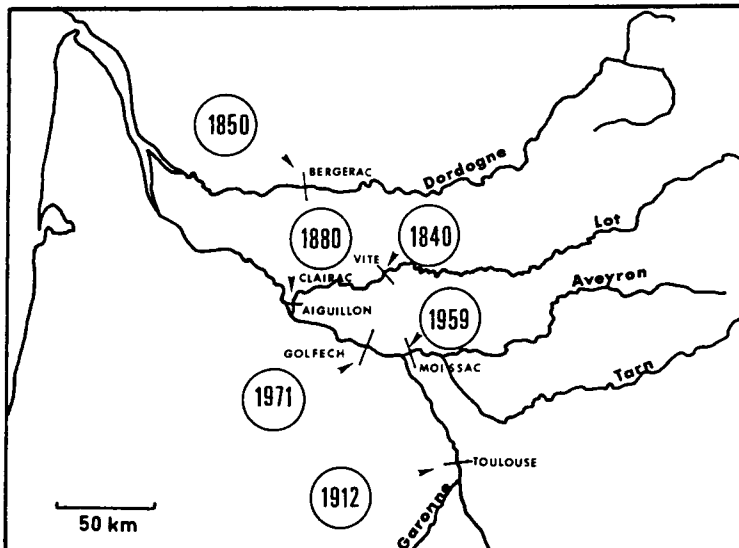 1850
BERGERAC
Dordogne
1880
1840
Lot
VITE
CLAIRAC
Aveyron
AIGUILLON
1959
GOLFECH
MOISSAC
Tarn
1971
TOULOUSE
1912
Garonne
50 km